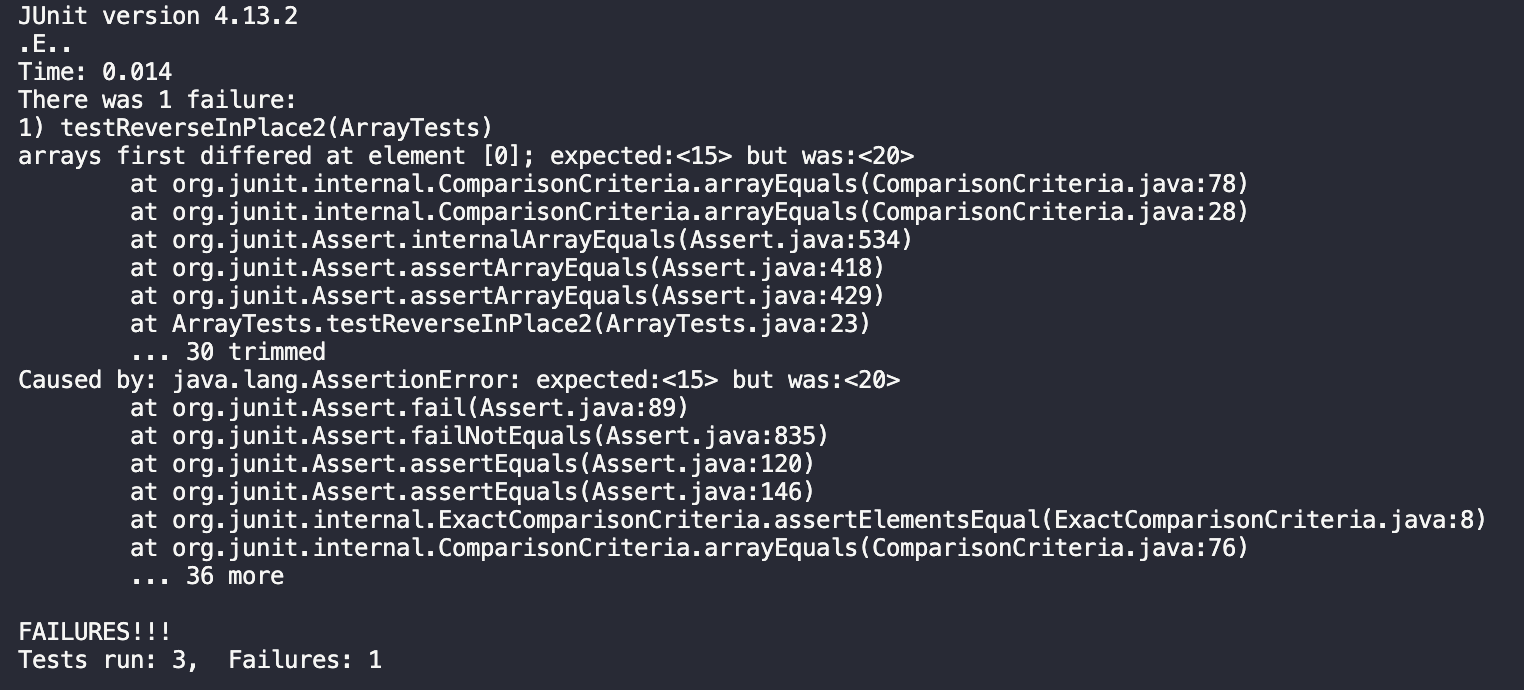 JUnit version 4.13.2
.E..
Time: 0.014
There was 1 failure:
1) testReverseInPlace2(ArrayTests)
arrays first differed at element [0]; expected:<15> but was:<20>
        at org.junit.internal.ComparisonCriteria.arrayEquals(ComparisonCriteria.java:78)
        at org.junit.internal.ComparisonCriteria.arrayEquals(ComparisonCriteria.java:28)
        at org.junit.Assert.internalArrayEquals(Assert.java:534)
        at org.junit.Assert.assertArrayEquals(Assert.java:418)
        at org.junit.Assert.assertArrayEquals(Assert.java:429)
        at ArrayTests.testReverseInPlace2(ArrayTests.java:23)
        ... 30 trimmed
Caused by: java.lang.AssertionError: expected:<15> but was:<20>
        at org.junit.Assert.fail(Assert.java:89)
        at org.junit.Assert.failNotEquals(Assert.java:835)
        at org.junit.Assert.assertEquals(Assert.java:120)
        at org.junit.Assert.assertEquals(Assert.java:146)
        at org.junit.internal.ExactComparisonCriteria.assertElementsEqual(ExactComparisonCriteria.java:8)
        at org.junit.internal.ComparisonCriteria.arrayEquals(ComparisonCriteria.java:76)
        ... 36 more

FAILURES!!!
Tests run: 3,  Failures: 1